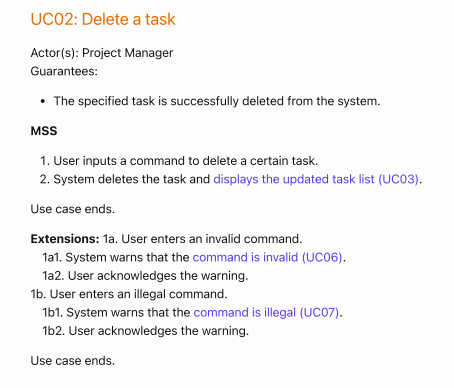 UC02: Delete a task
Actor(s): Project Manager
Guarantees:
• The specified task is successfully deleted from the system.
MSS
1. User inputs a command to delete a certain task.
2. System deletes the task and displays the updated task list (UC03).
Use case ends.
Extensions: 1a. User enters an invalid command.
1a1. System warns that the command is invalid (UC06).
1a2. User acknowledges the warning.
1b. User enters an illegal command.
1b1. System warns that the command is illegal (UC07).
1b2. User acknowledges the warning.
Use case ends.